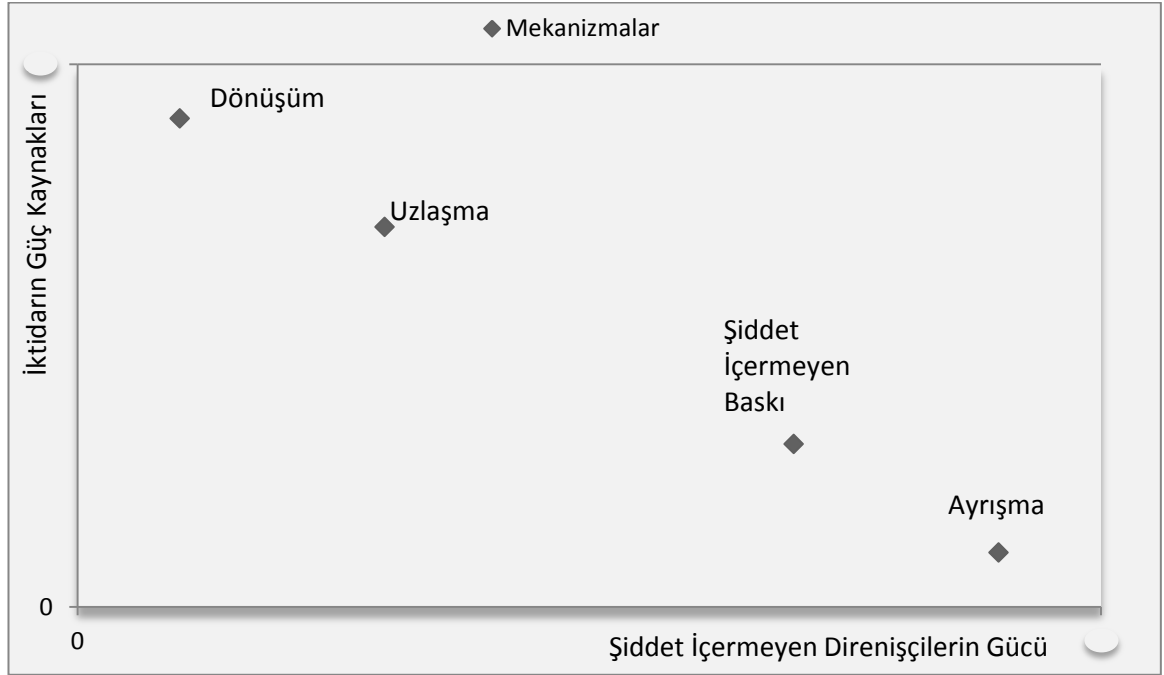 Mekanizmalar
İktidarın Güç Kaynakları
Dönüşüm
Uzlaşma
Şiddet
İçermeyen
Baskı
Ayrışma
0
0
Şiddet İçermeyen Direnişçilerin Gücü